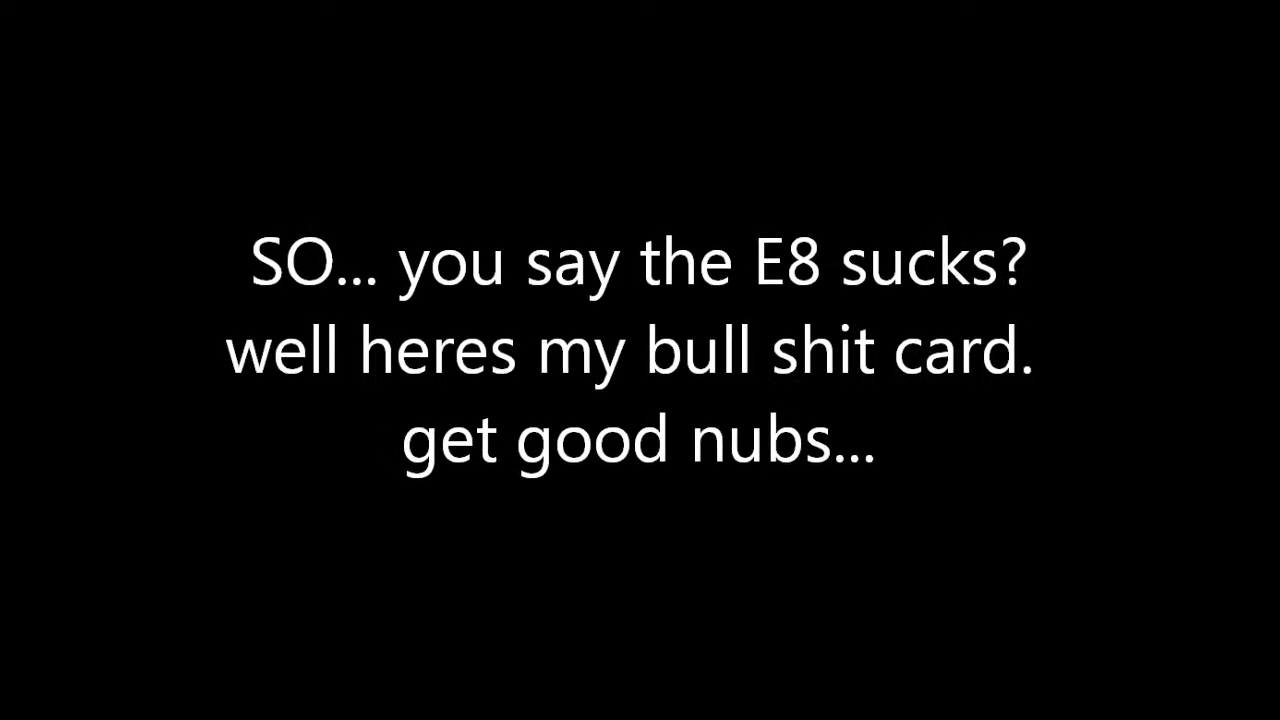 SO... you say the E8 sucks?
well heres my bull shit card.
get good nubs...